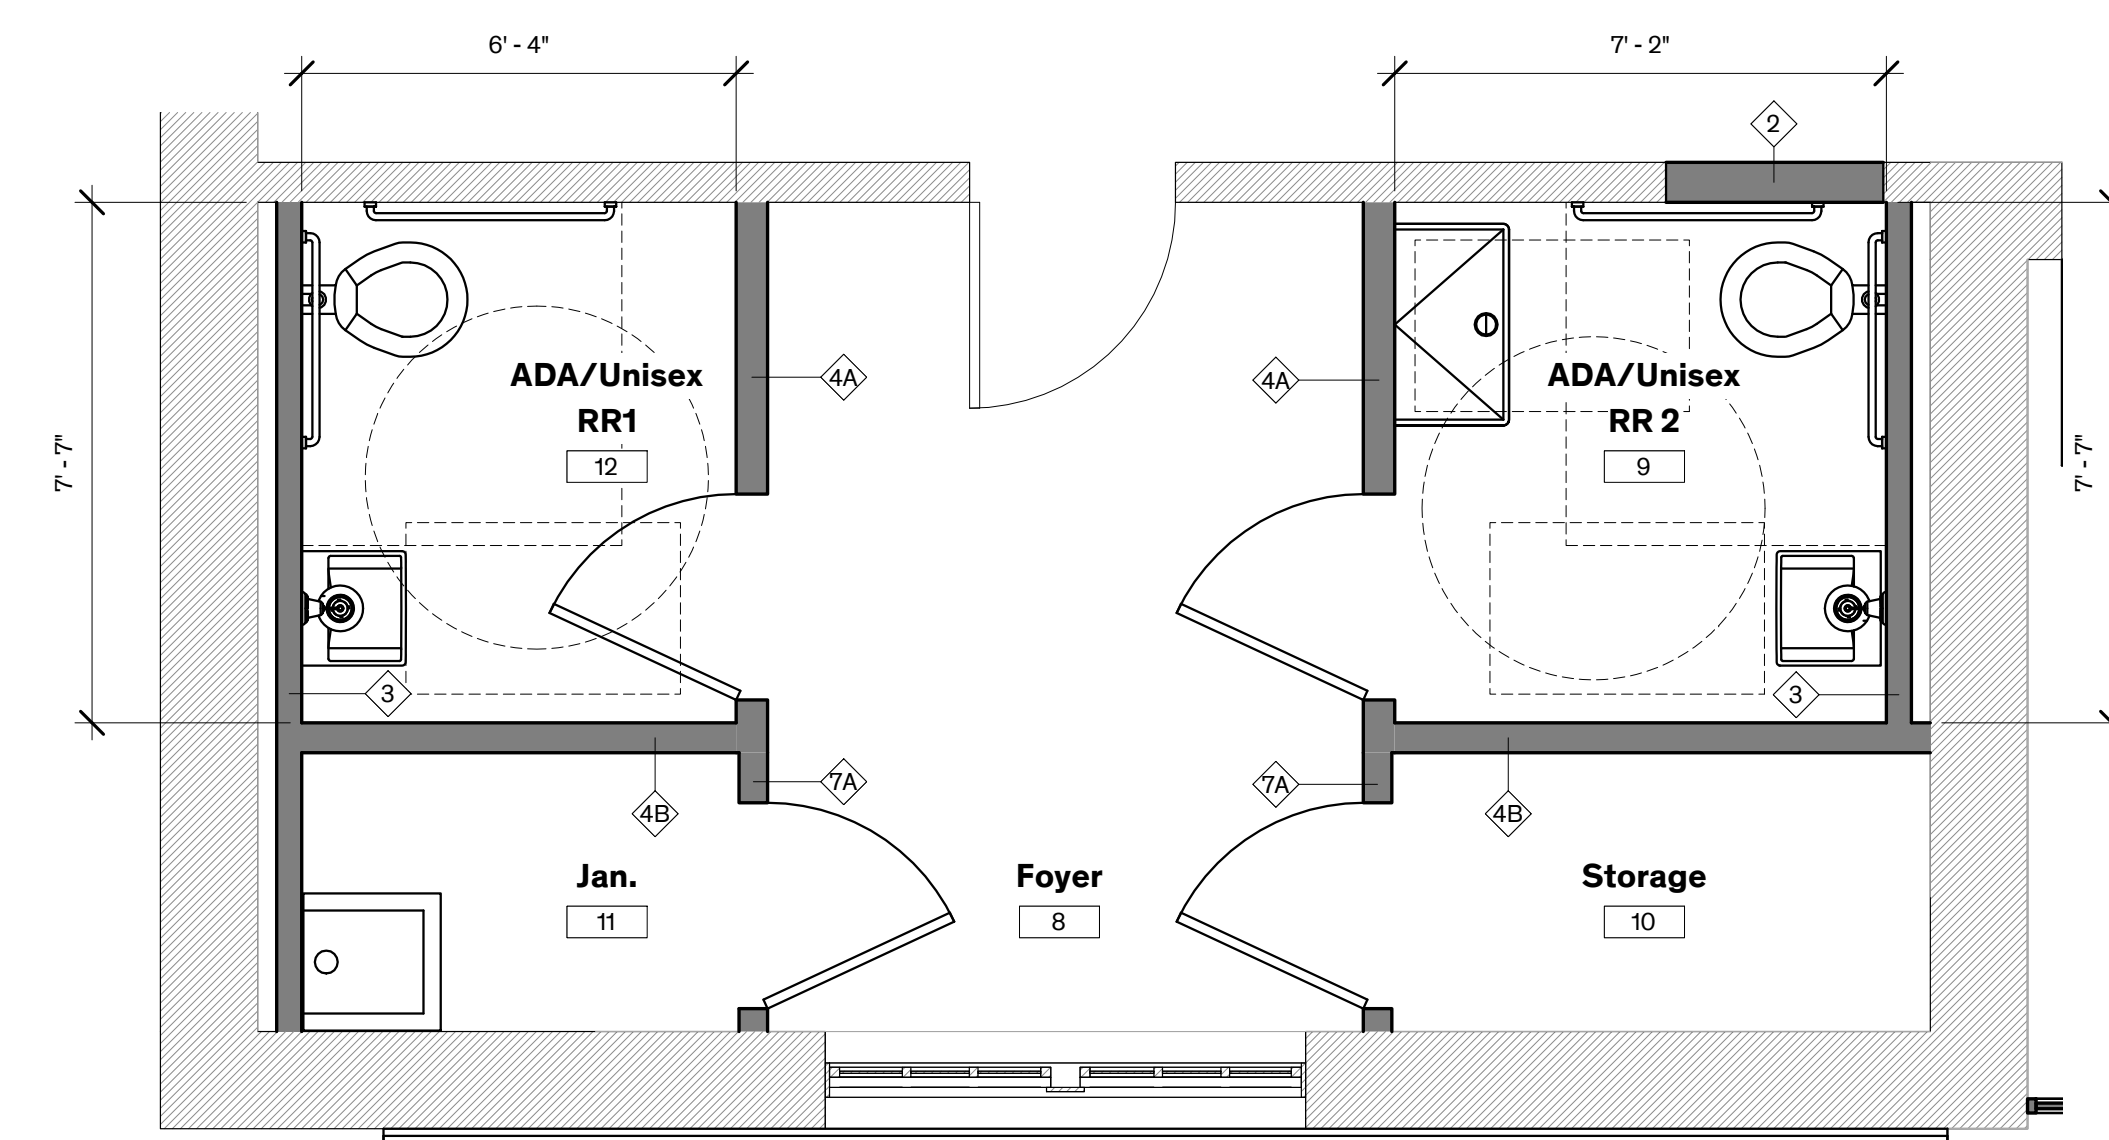 6' - 4"
7' - 2"
2
ADA/Unisex
RR1
12
4A
4A
ADA/Unisex
RR 2
9
7' - 7"
7' - 7"
3
3
7A
7A
4B
4B
Jan.
11
Foyer
8
Storage
10